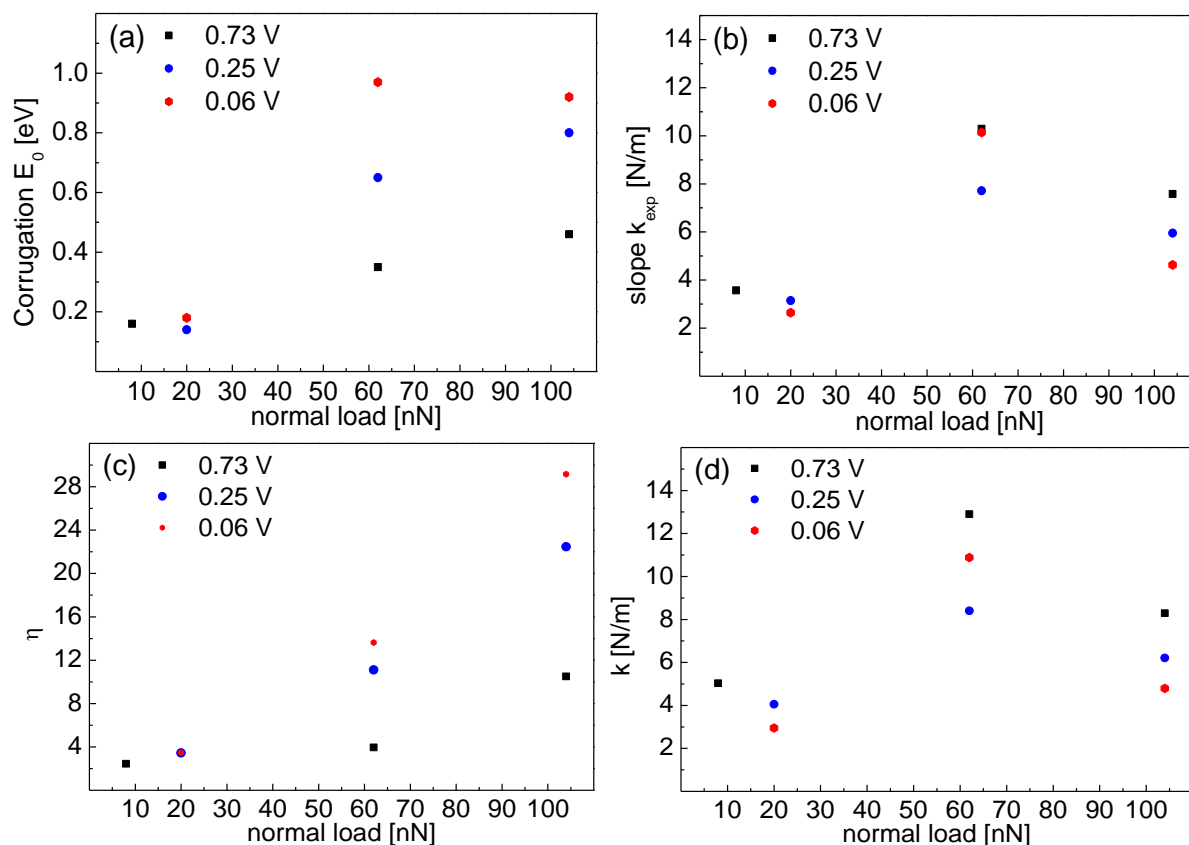 (a)
0.73 V
0.25 V
0.06 V
1.0
0.8
0.6
0.4
0.2
Corrugation E_0 [eV]
10 20 30 40 50 60 70 80 90 100
normal load [nN]
(b)
0.73 V
0.25 V
0.06 V
14
12
10
8
6
4
2
slope k_exp [N/m]
10 20 30 40 50 60 70 80 90 100
normal load [nN]
(c)
0.73 V
0.25 V
0.06 V
28
24
20
16
12
8
4
η
10 20 30 40 50 60 70 80 90 100
normal load [nN]
(d)
0.73 V
0.25 V
0.06 V
14
12
10
8
6
4
2
k [N/m]
10 20 30 40 50 60 70 80 90 100
normal load [nN]